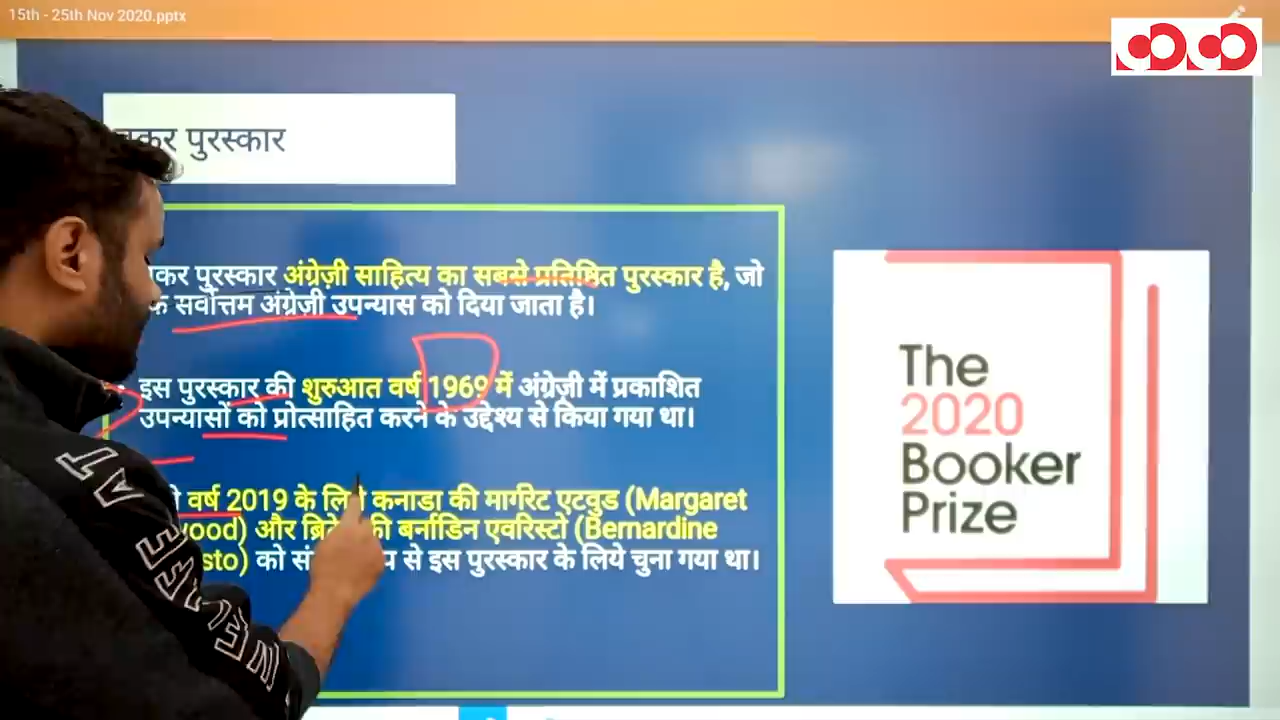 15th - 25th Nov 2020.pptx
पुरस्कार
पुरस्कार अंग्रेज़ी साहित्य का सबसे प्रतिष्ठित पुरस्कार है, जो
सर्वोत्तम अंग्रेज़ी उपन्यास को दिया जाता है।
इस पुरस्कार की शुरुआत वर्ष 1969 में अंग्रेज़ी में प्रकाशित
उपन्यासों को प्रोत्साहित करने के उद्देश्य से किया गया था।
वर्ष 2019 के कनाडा की मार्गरेट एटवुड (Margaret
और बर्नाडिन एवरिस्टो (Bernardine
को से इस पुरस्कार के लिये चुना गया था।
The
2020
Booker
Prize